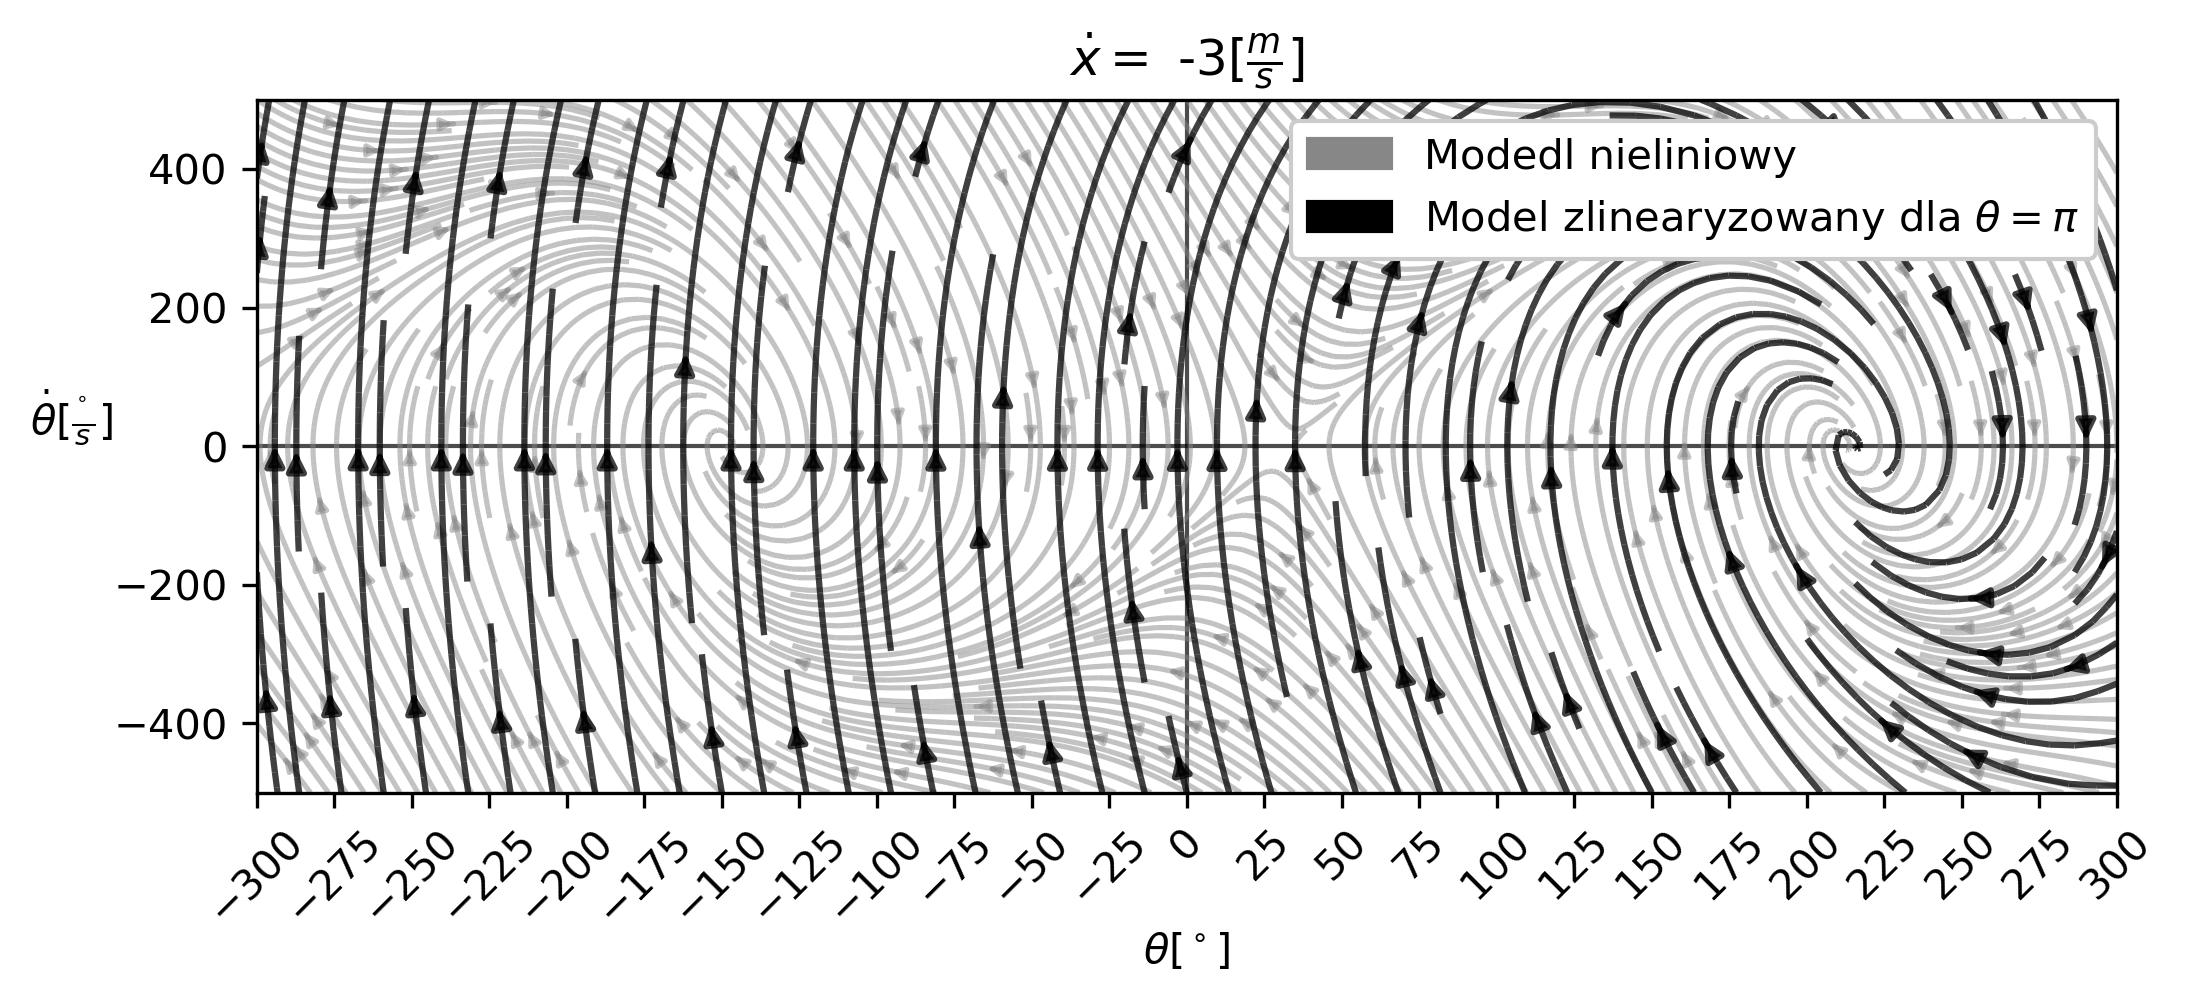 ẋ = -3[m/s]
Modedl nieliniowy
Model zlinearyzowany dla θ = π
400
200
0
−200
−400
θ̇[°/s]
−300 −275 −250 −225 −200 −175 −150 −125 −100 −75 −50 −25 0 25 50 75 100 125 150 175 200 225 250 275 300
θ[°]